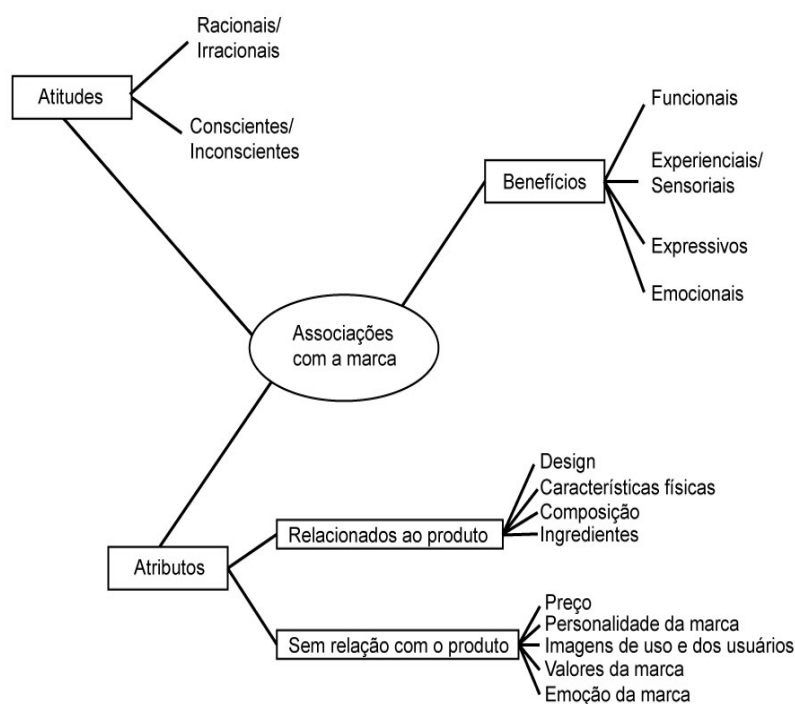 Racionais/
Irracionais
Atitudes
Conscientes/
Inconscientes
Funcionais
Experienciais/
Sensoriais
Benefícios
Expressivos
Emocionais
Associações
com a marca
Design
Características físicas
Composição
Ingredientes
Relacionados ao produto
Atributos
Preço
Personalidade da marca
Imagens de uso e dos usuários
Valores da marca
Emoção da marca
Sem relação com o produto